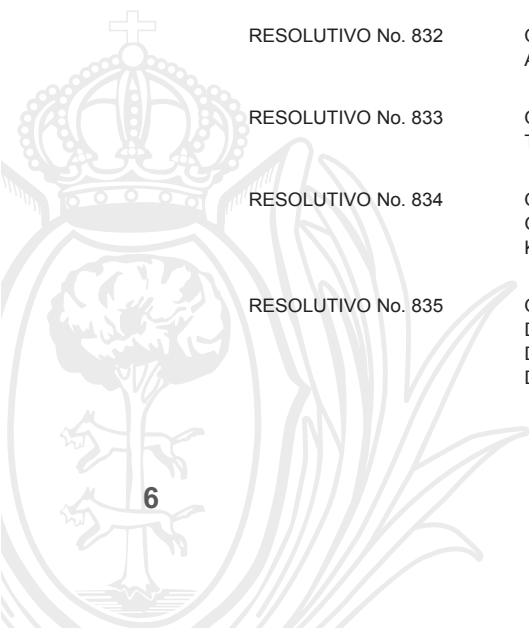 RESOLUTIVO No. 832
RESOLUTIVO No. 833
RESOLUTIVO No. 834
RESOLUTIVO No. 835
6